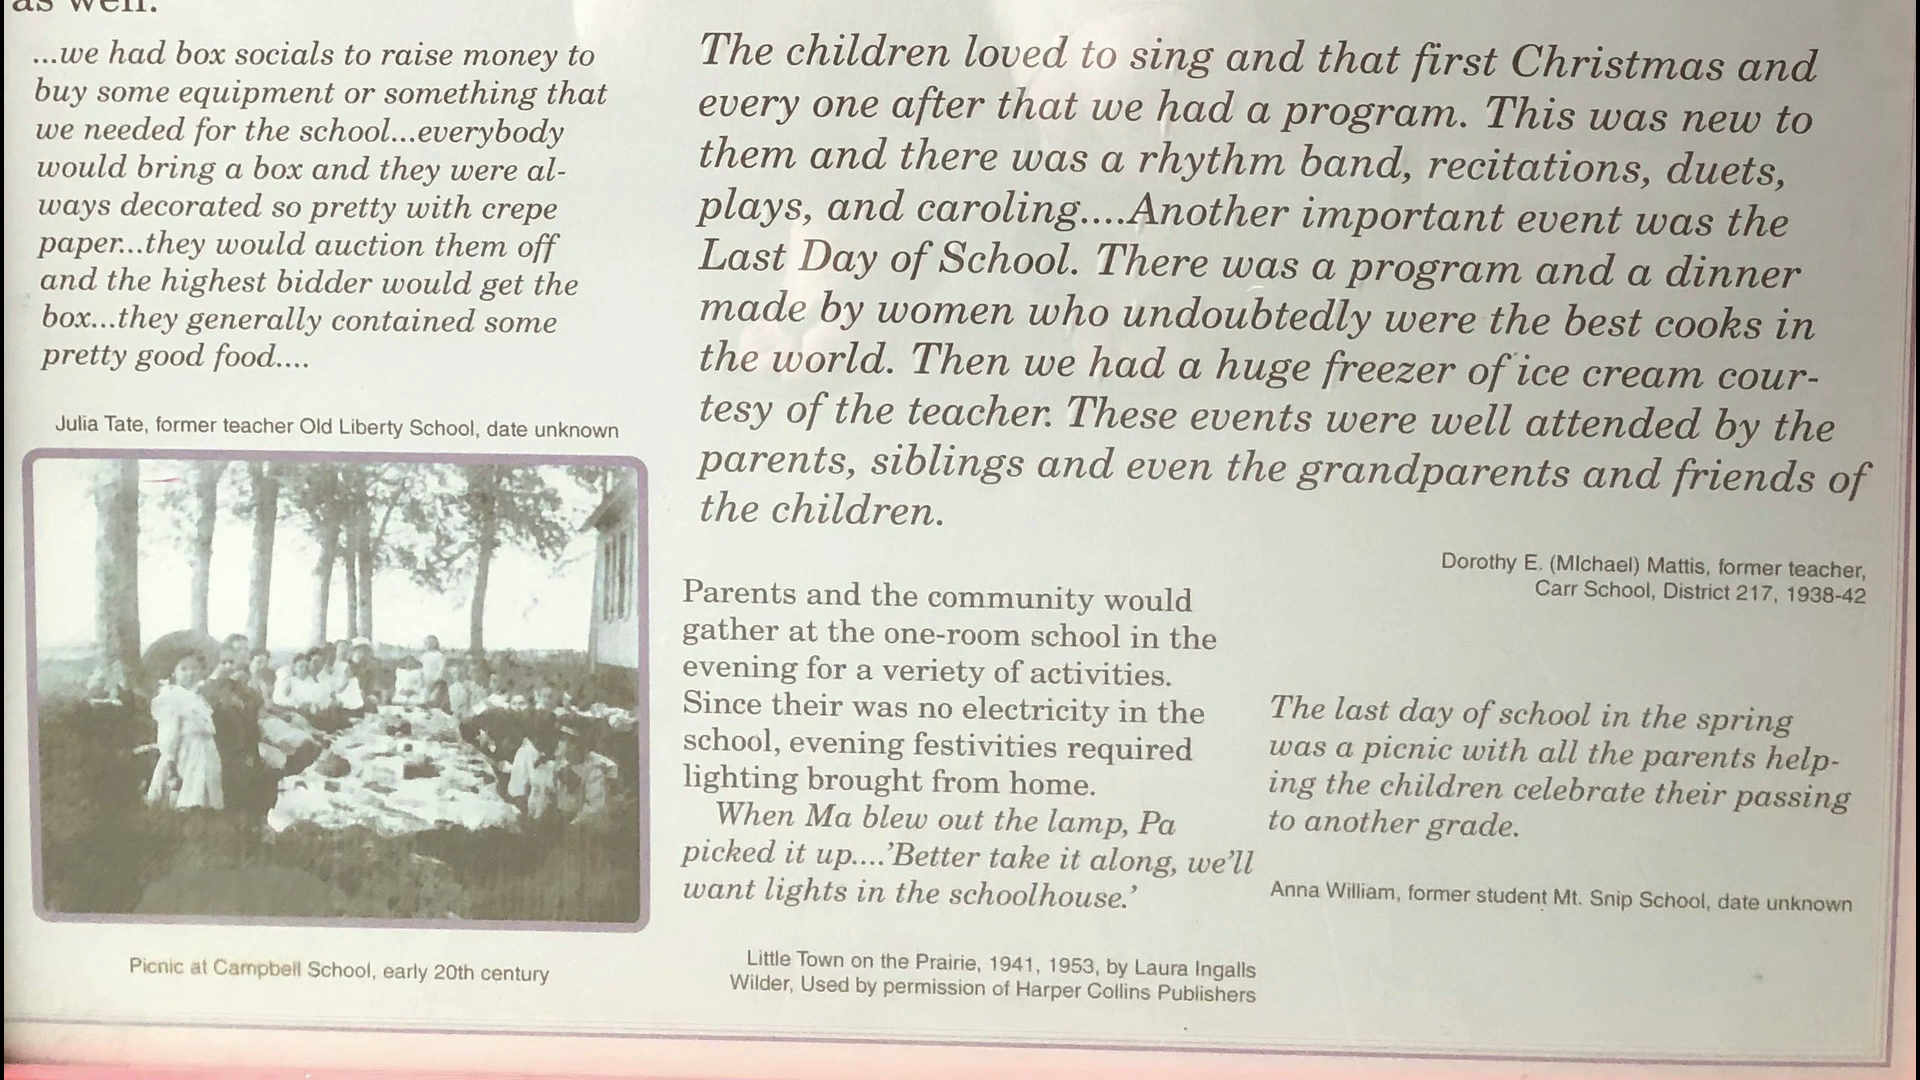 as well.
...we had box socials to raise money to
buy some equipment or something that
we needed for the school...everybody
would bring a box and they were al-
ways decorated so pretty with crepe
paper...they would auction them off
and the highest bidder would get the
box...they generally contained some
pretty good food....
Julia Tate, former teacher Old Liberty School, date unknown
Picnic at Campbell School, early 20th century
The children loved to sing and that first Christmas and
every one after that we had a program. This was new to
them and there was a rhythm band, recitations, duets,
plays, and caroling....Another important event was the
Last Day of School. There was a program and a dinner
made by women who undoubtedly were the best cooks in
the world. Then we had a huge freezer of ice cream cour-
tesy of the teacher. These events were well attended by the
parents, siblings and even the grandparents and friends of
the children.
Dorothy E. (MIchael) Mattis, former teacher,
Carr School, District 217, 1938-42
Parents and the community would
gather at the one-room school in the
evening for a veriety of activities.
Since their was no electricity in the
school, evening festivities required
lighting brought from home.
When Ma blew out the lamp, Pa
picked it up....'Better take it along, we'll
want lights in the schoolhouse.'
Little Town on the Prairie, 1941, 1953, by Laura Ingalls
Wilder, Used by permission of Harper Collins Publishers
The last day of school in the spring
was a picnic with all the parents help-
ing the children celebrate their passing
to another grade.
Anna William, former student Mt. Snip School, date unknown